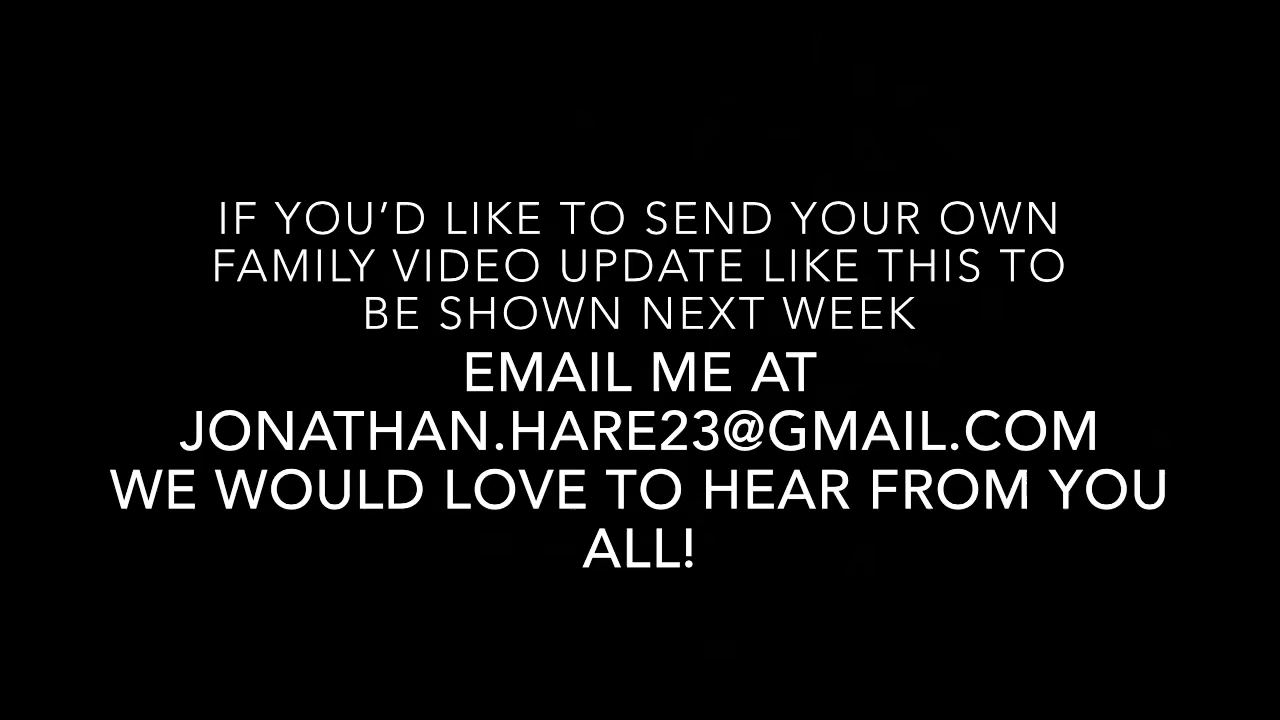 IF YOU’D LIKE TO SEND YOUR OWN
FAMILY VIDEO UPDATE LIKE THIS TO
BE SHOWN NEXT WEEK
EMAIL ME AT
JONATHAN.HARE23@GMAIL.COM
WE WOULD LOVE TO HEAR FROM YOU
ALL!